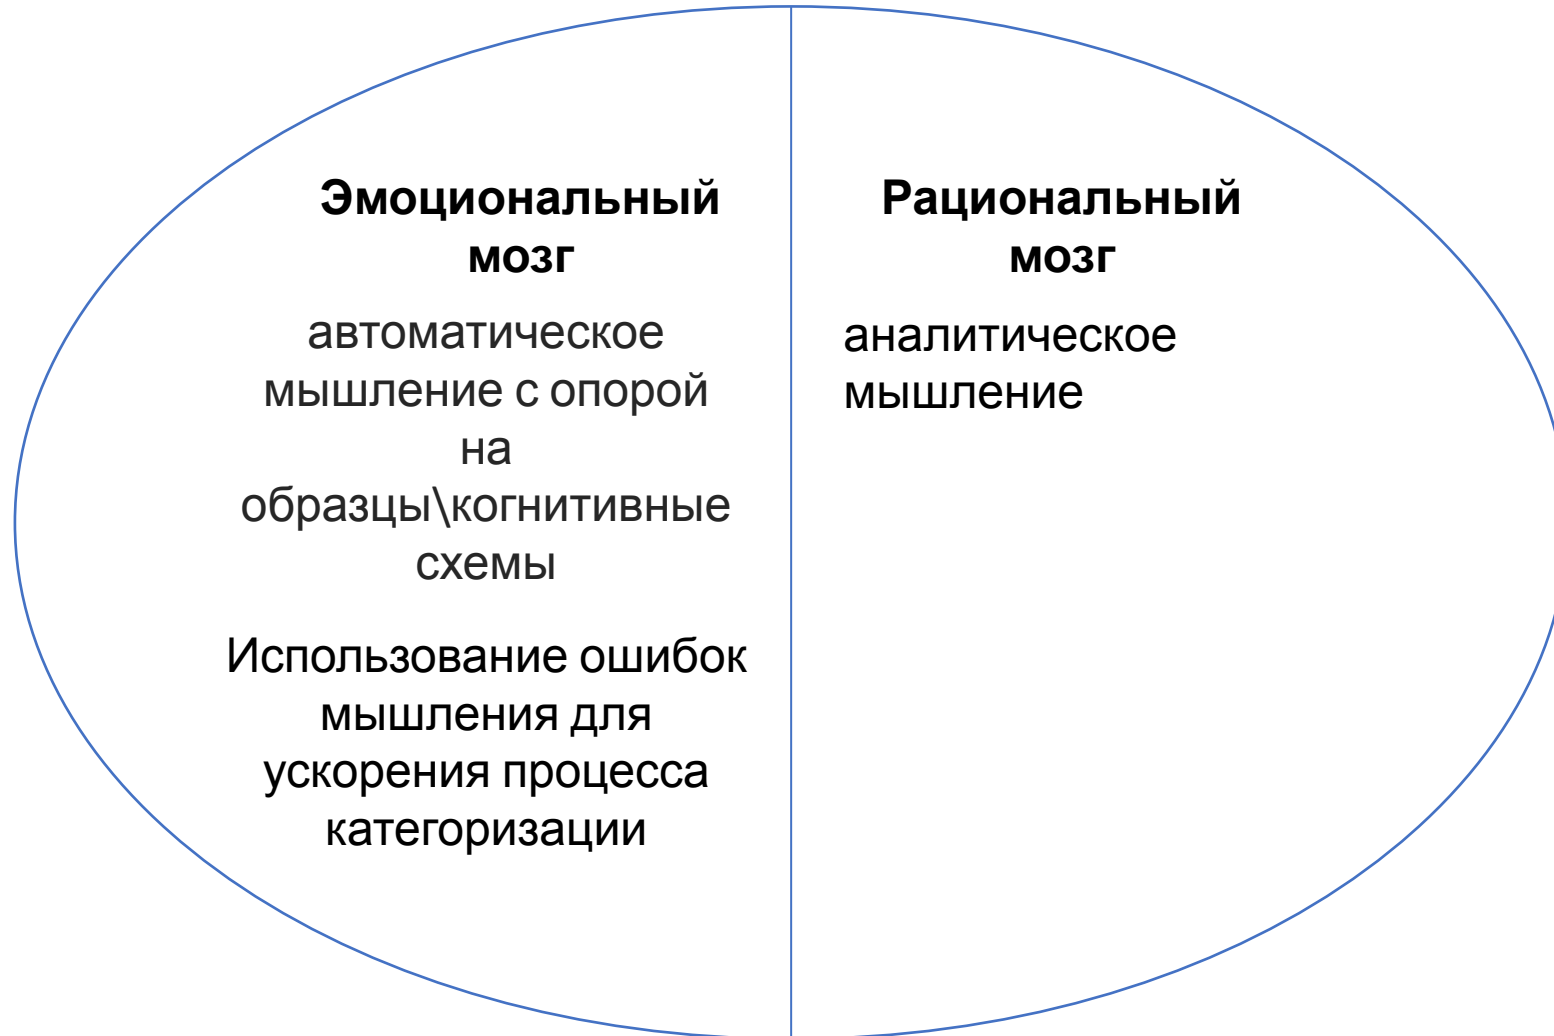 Эмоциональный
мозг
автоматическое
мышление с опорой
на
образцы\когнитивные
схемы
Использование ошибок
мышления для
ускорения процесса
категоризации
Рациональный
мозг
аналитическое
мышление